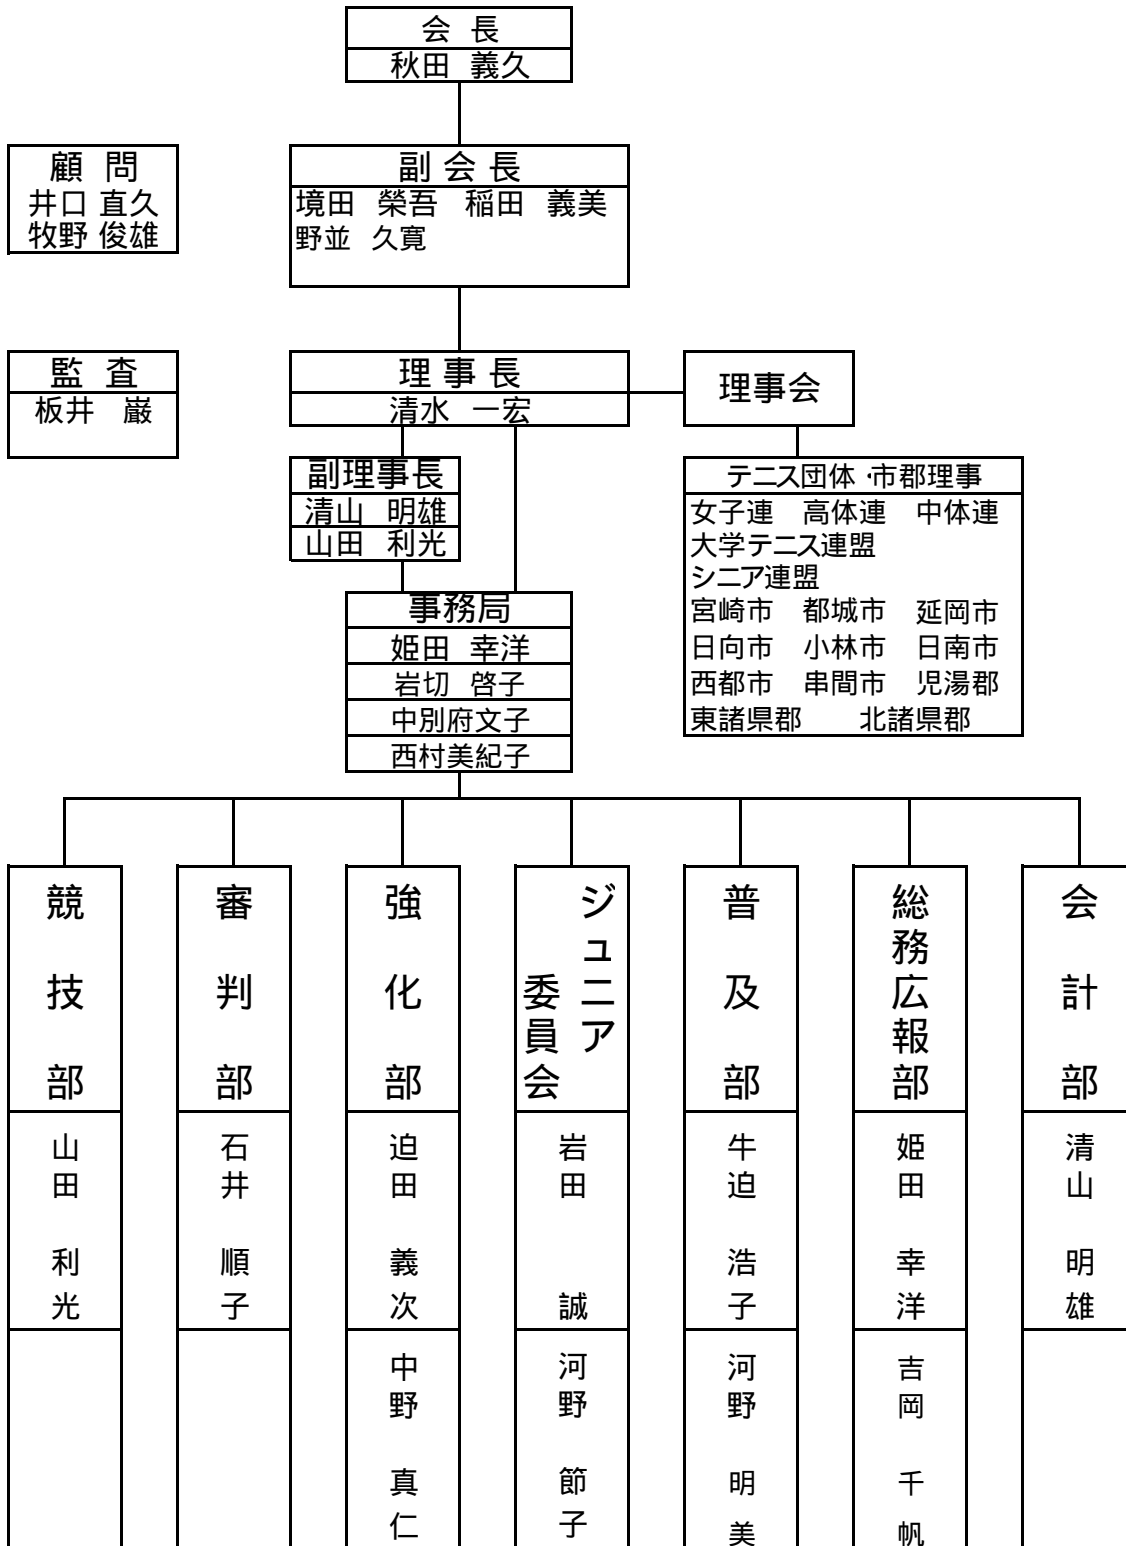 会 長
秋田 義久
顧 問
井口 直久
牧野 俊雄
副 会 長
境田 榮吾 稲田 義美
野並 久寛
監 査
板井 巌
理 事 長
清水 一宏
理事会
副理事長
清山 明雄
山田 利光
テニス団体・市郡理事
女子連 高体連 中体連
大学テニス連盟
シニア連盟
宮崎市 都城市 延岡市
日向市 小林市 日南市
西都市 串間市 児湯郡
東諸県郡 北諸県郡
事務局
姫田 幸洋
岩切 啓子
中別府文子
西村美紀子
競技部
山田 利光
審判部
石井 順子
強化部
迫田 義次
中野 真仁
ジュニア
委員会
岩田 誠
河野 節子
普及部
牛迫 浩子
河野 明美
総務広報部
姫田 幸洋
吉岡 千帆
会計部
清山 明雄